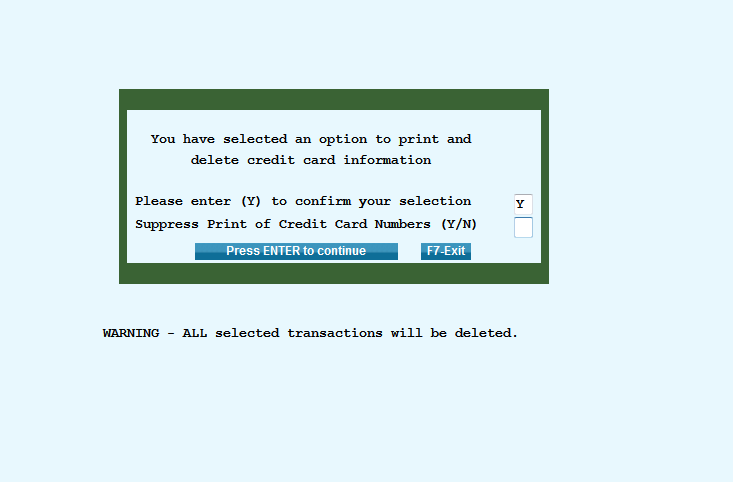 You have selected an option to print and
delete credit card information
Please enter (Y) to confirm your selection Y
Suppress Print of Credit Card Numbers (Y/N)
Press ENTER to continue F7-Exit
WARNING - ALL selected transactions will be deleted.